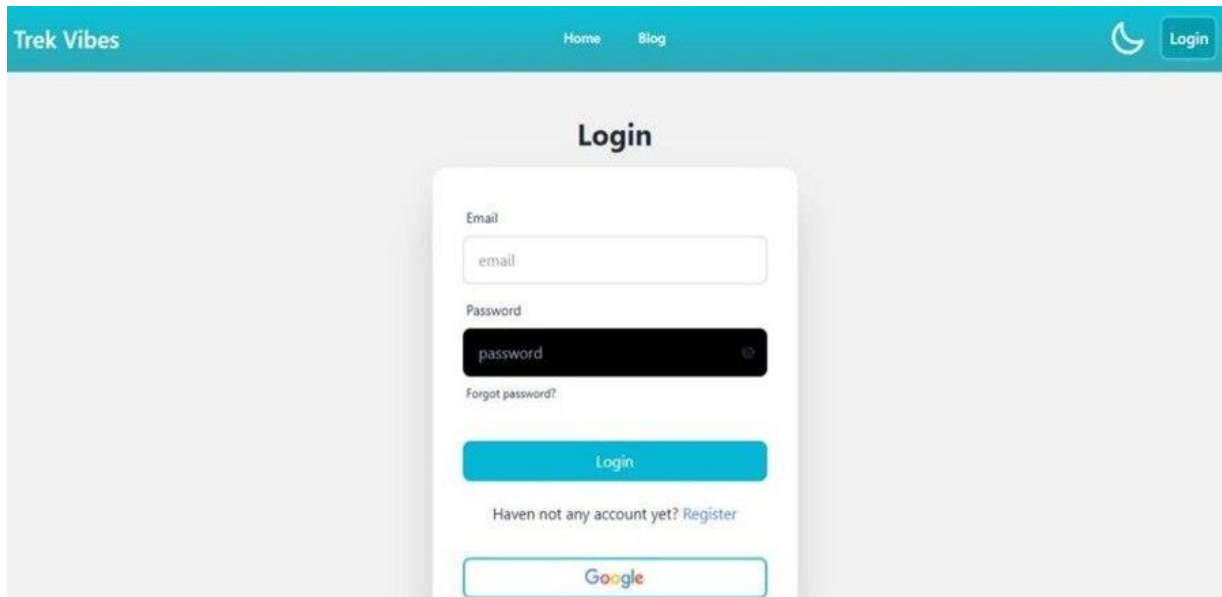 Trek Vibes Home Blog Login
Login
Email
email
Password
password
Forgot password?
Login
Haven not any account yet? Register
Google